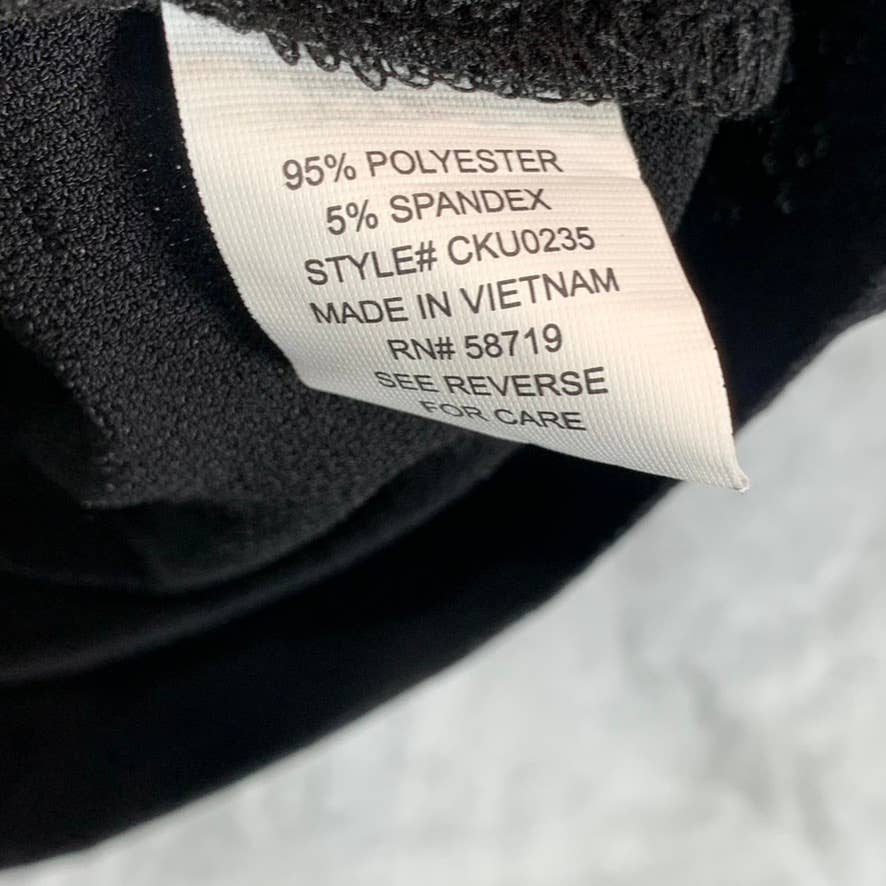 95% POLYESTER
5% SPANDEX
STYLE# CKU0235
MADE IN VIETNAM
RN# 58719
SEE REVERSE
FOR CARE